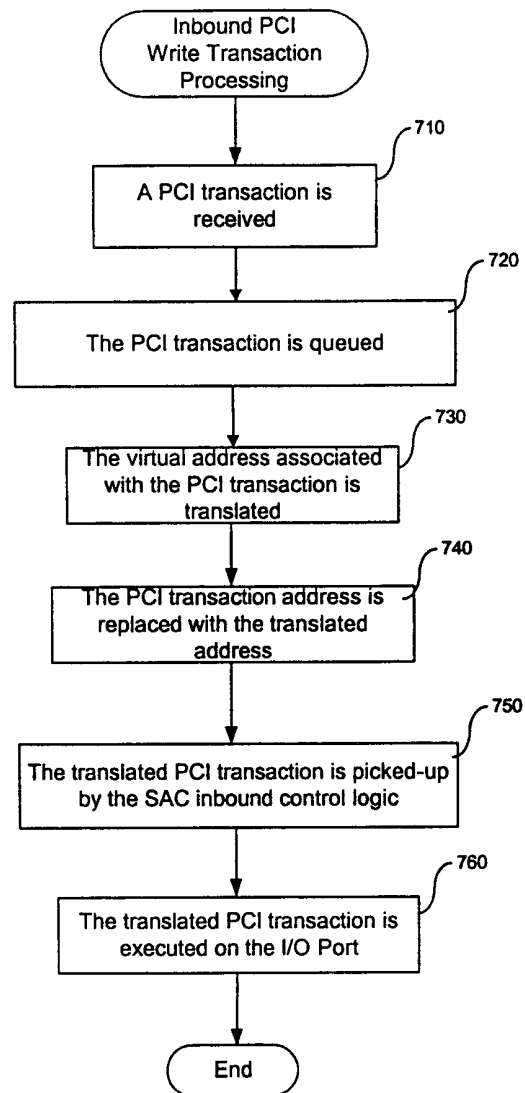 Inbound PCI
Write Transaction
Processing
710
A PCI transaction is
received
720
The PCI transaction is queued
730
The virtual address associated
with the PCI transaction is
translated
740
The PCI transaction address is
replaced with the translated
address
750
The translated PCI transaction is picked-up
by the SAC inbound control logic
760
The translated PCI transaction is
executed on the I/O Port
End